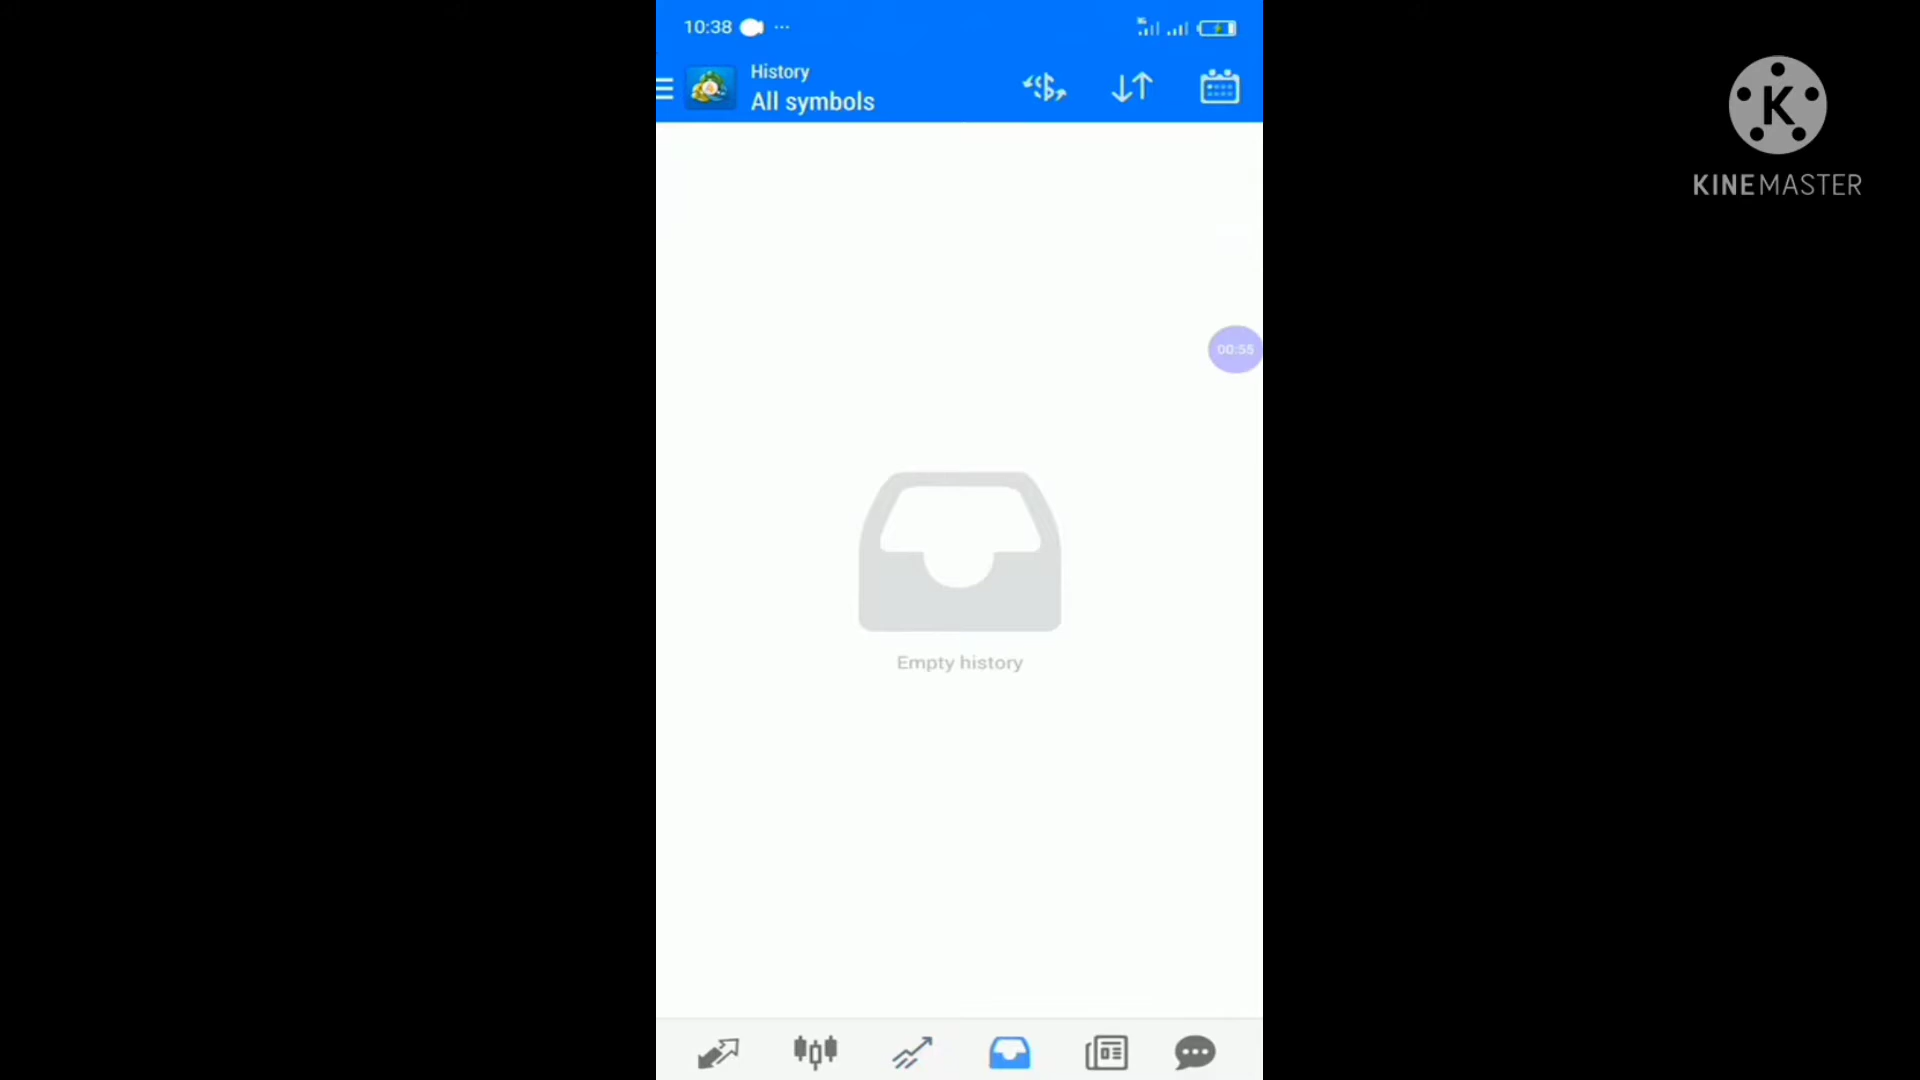 10:38
History
All symbols
K
KINEMASTER
00:55
Empty history